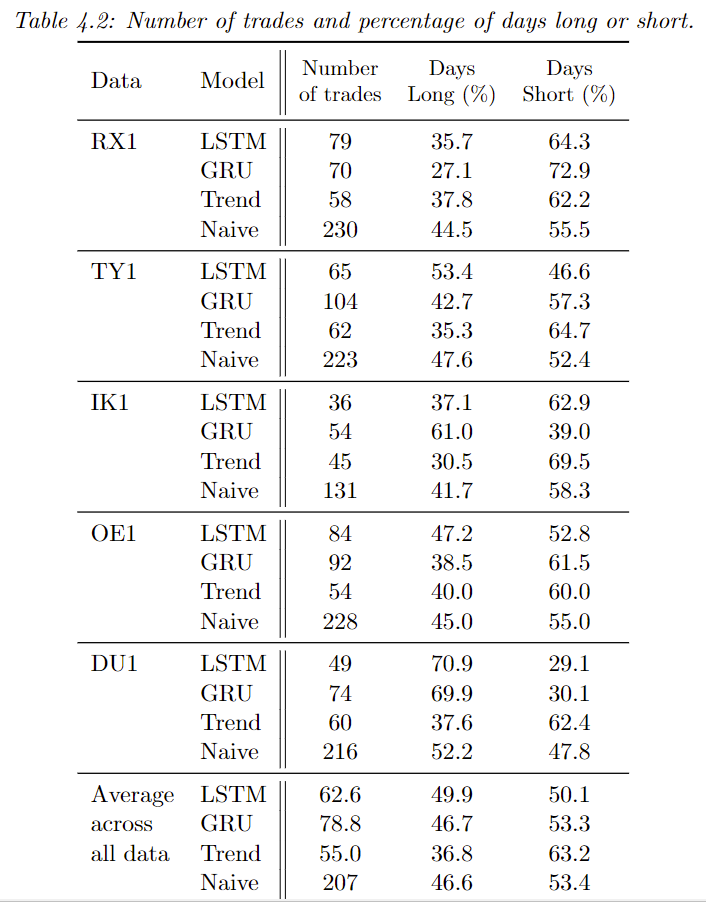 Table 4.2: Number of trades and percentage of days long or short.
Data Model Number of trades Days Long (%) Days Short (%)
RX1 LSTM 79 35.7 64.3
GRU 70 27.1 72.9
Trend 58 37.8 62.2
Naive 230 44.5 55.5
TY1 LSTM 65 53.4 46.6
GRU 104 42.7 57.3
Trend 62 35.3 64.7
Naive 223 47.6 52.4
IK1 LSTM 36 37.1 62.9
GRU 54 61.0 39.0
Trend 45 30.5 69.5
Naive 131 41.7 58.3
OE1 LSTM 84 47.2 52.8
GRU 92 38.5 61.5
Trend 54 40.0 60.0
Naive 228 45.0 55.0
DU1 LSTM 49 70.9 29.1
GRU 74 69.9 30.1
Trend 60 37.6 62.4
Naive 216 52.2 47.8
Average LSTM 62.6 49.9 50.1
across GRU 78.8 46.7 53.3
all data Trend 55.0 36.8 63.2
Naive 207 46.6 53.4